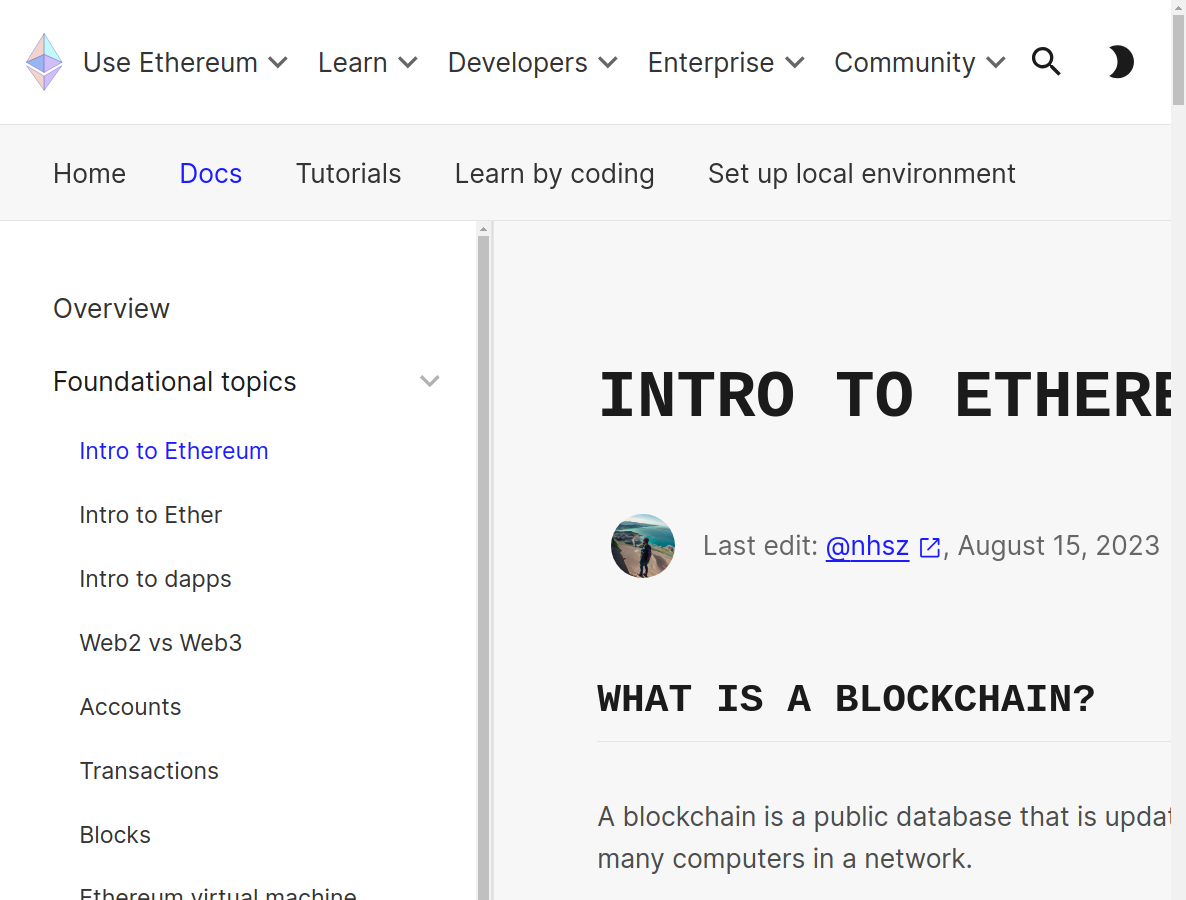 Use Ethereum Learn Developers Enterprise Community
Home Docs Tutorials Learn by coding Set up local environment
Overview
Foundational topics
Intro to Ethereum
Intro to Ether
Intro to dapps
Web2 vs Web3
Accounts
Transactions
Blocks
Ethereum virtual machine
INTRO TO ETHERE
Last edit: @nhsz, August 15, 2023
WHAT IS A BLOCKCHAIN?
A blockchain is a public database that is updat
many computers in a network.